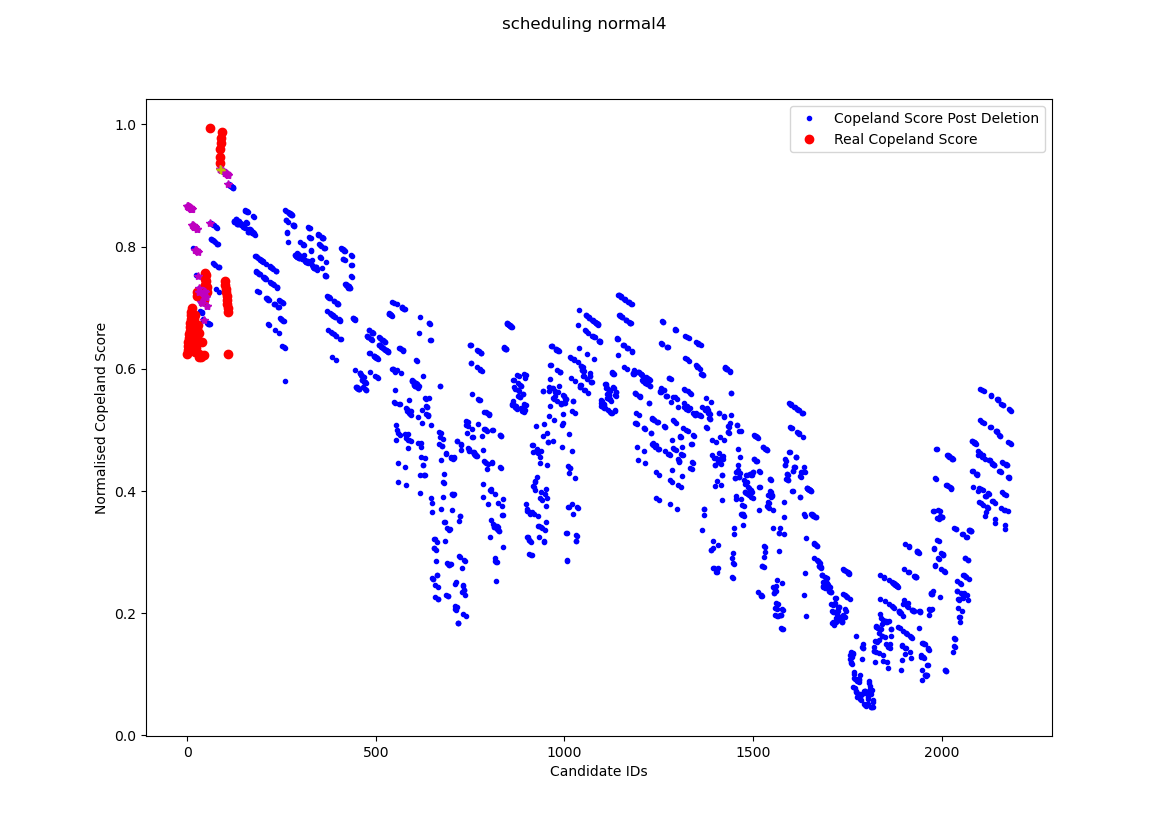 scheduling normal4
Copeland Score Post Deletion
Real Copeland Score
Normalised Copeland Score
1.0
0.8
0.6
0.4
0.2
0.0
0 500 1000 1500 2000
Candidate IDs